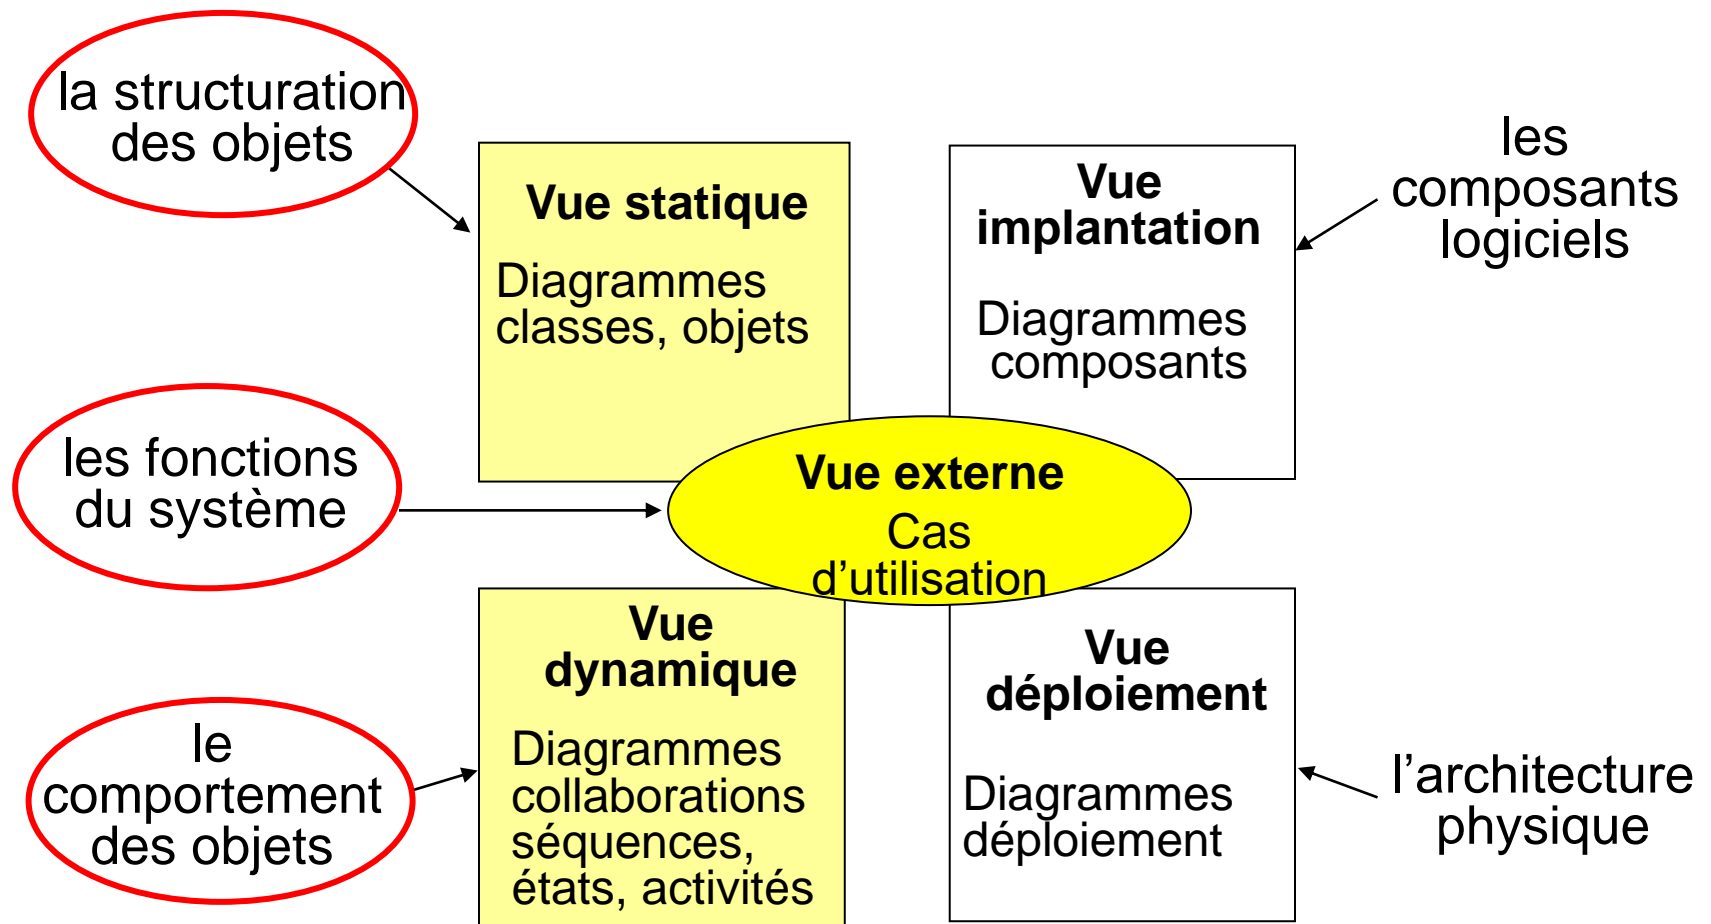 la structuration
des objets
Vue statique
Diagrammes
classes, objets
Vue
implantation
Diagrammes
composants
les
composants
logiciels
les fonctions
du système
Vue externe
Cas
d’utilisation
le
comportement
des objets
Vue
dynamique
Diagrammes
collaborations
séquences,
états, activités
Vue
déploiement
Diagrammes
déploiement
l’architecture
physique